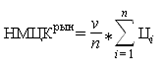 НМЦК^рын = v/n * ∑_{i=1}^{n} Ц_i